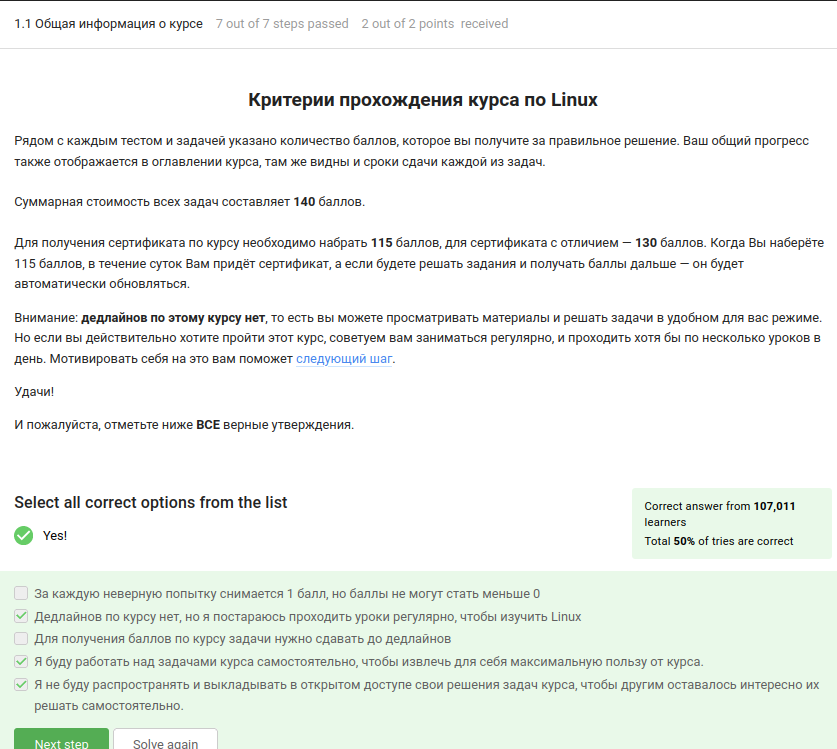 1.1 Общая информация о курсе 7 out of 7 steps passed 2 out of 2 points received
Критерии прохождения курса по Linux
Рядом с каждым тестом и задачей указано количество баллов, которое вы получите за правильное решение. Ваш общий прогресс
также отображается в оглавлении курса, там же видны и сроки сдачи каждой из задач.
Суммарная стоимость всех задач составляет 140 баллов.
Для получения сертификата по курсу необходимо набрать 115 баллов, для сертификата с отличием — 130 баллов. Когда Вы наберёте
115 баллов, в течение суток Вам придёт сертификат, а если будете решать задания и получать баллы дальше — он будет
автоматически обновляться.
Внимание: дедлайнов по этому курсу нет, то есть вы можете просматривать материалы и решать задачи в удобном для вас режиме.
Но если вы действительно хотите пройти этот курс, советуем вам заниматься регулярно, и проходить хотя бы по несколько уроков в
день. Мотивировать себя на это вам поможет следующий шаг.
Удачи!
И пожалуйста, отметьте ниже ВСЕ верные утверждения.
Select all correct options from the list
Yes!
Correct answer from 107,011
learners
Total 50% of tries are correct
За каждую неверную попытку снимается 1 балл, но баллы не могут стать меньше 0
Дедлайнов по курсу нет, но я постараюсь проходить уроки регулярно, чтобы изучить Linux
Для получения баллов по курсу задачи нужно сдавать до дедлайнов
Я буду работать над задачами курса самостоятельно, чтобы извлечь для себя максимальную пользу от курса.
Я не буду распространять и выкладывать в открытом доступе свои решения задач курса, чтобы другим оставалось интересно их
решать самостоятельно.
Next step Solve again